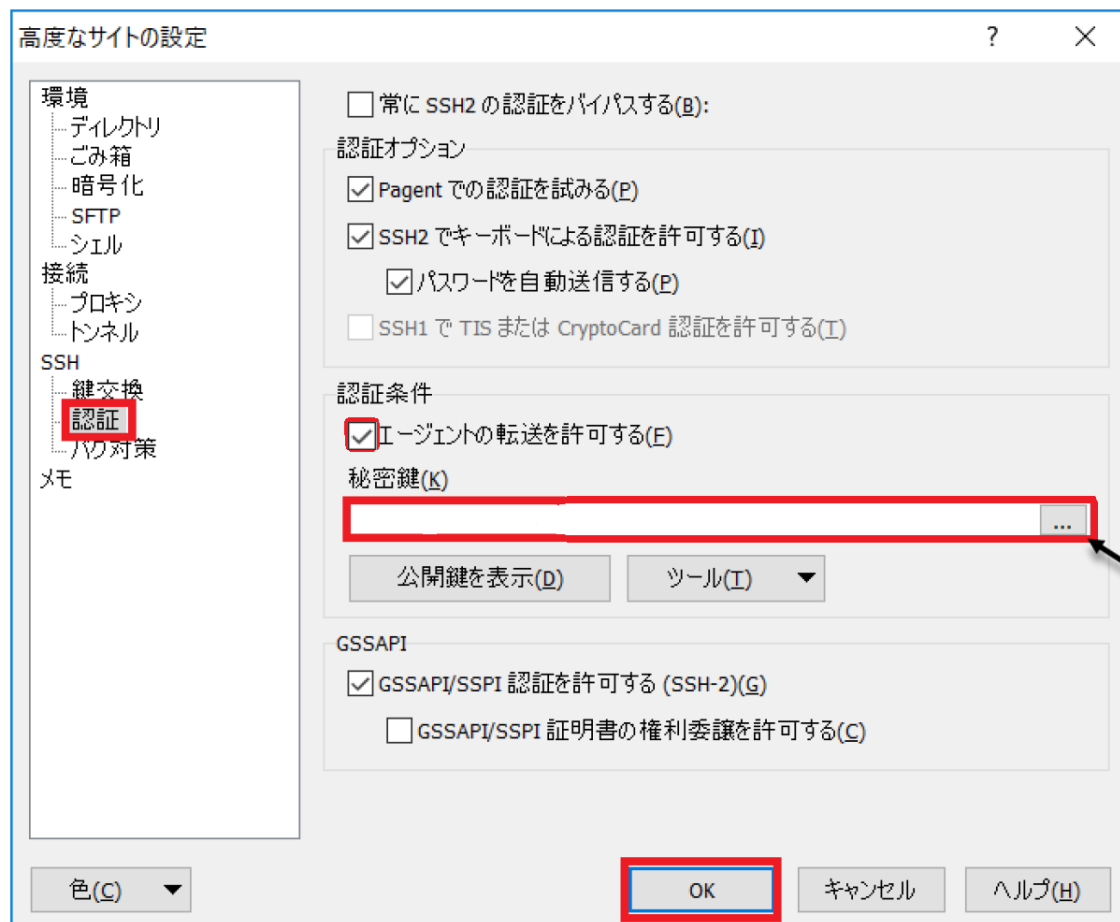 高度なサイトの設定
?
環境
ディレクトリ
ごみ箱
暗号化
SFTP
シェル
接続
プロキシ
トンネル
SSH
鍵交換
認証
バグ対策
メモ
常に SSH2 の認証をバイパスする(B):
認証オプション
Pagent での認証を試みる(P)
SSH2 でキーボードによる認証を許可する(I)
パスワードを自動送信する(P)
SSH1 で TIS または CryptoCard 認証を許可する(T)
認証条件
エージェントの転送を許可する(F)
秘密鍵(K)
...
公開鍵を表示(D) ツール(T)
GSSAPI
GSSAPI/SSPI 認証を許可する (SSH-2)(G)
GSSAPI/SSPI 証明書の権利委譲を許可する(C)
色(C) OK キャンセル ヘルプ(H)